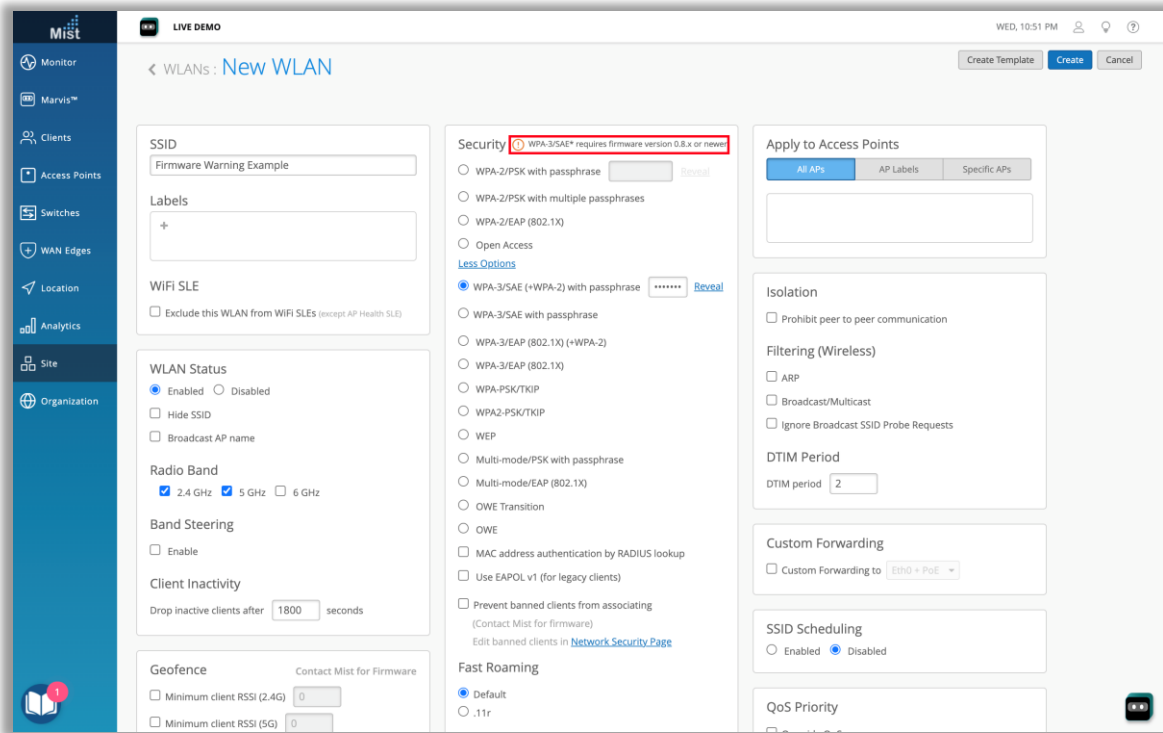 Mist
LIVE DEMO
WED, 10:51 PM
Monitor
Marvis™
Clients
Access Points
Switches
WAN Edges
Location
Analytics
Site
Organization
1
WLANs : New WLAN
Create Template
Create
Cancel
SSID
Firmware Warning Example
Labels
+
WiFi SLE
Exclude this WLAN from WiFi SLEs (except AP Health SLE)
WLAN Status
Enabled
Disabled
Hide SSID
Broadcast AP name
Radio Band
2.4 GHz
5 GHz
6 GHz
Band Steering
Enable
Client Inactivity
Drop inactive clients after 1800 seconds
Geofence
Contact Mist for Firmware
Minimum client RSSI (2.4G) 0
Minimum client RSSI (5G) 0
Security
WPA-3/SAE* requires firmware version 0.8.x or newer
WPA-2/PSK with passphrase
Reveal
WPA-2/PSK with multiple passphrases
WPA-2/EAP (802.1X)
Open Access
Less Options
WPA-3/SAE (+WPA-2) with passphrase ••••••• Reveal
WPA-3/SAE with passphrase
WPA-3/EAP (802.1X) (+WPA-2)
WPA-3/EAP (802.1X)
WPA-PSK/TKIP
WPA2-PSK/TKIP
WEP
Multi-mode/PSK with passphrase
Multi-mode/EAP (802.1X)
OWE Transition
OWE
MAC address authentication by RADIUS lookup
Use EAPOL v1 (for legacy clients)
Prevent banned clients from associating
(Contact Mist for firmware)
Edit banned clients in Network Security Page
Fast Roaming
Default
.11r
Apply to Access Points
All APs
AP Labels
Specific APs
Isolation
Prohibit peer to peer communication
Filtering (Wireless)
ARP
Broadcast/Multicast
Ignore Broadcast SSID Probe Requests
DTIM Period
DTIM period 2
Custom Forwarding
Custom Forwarding to Eth0 + PoE
SSID Scheduling
Enabled
Disabled
QoS Priority